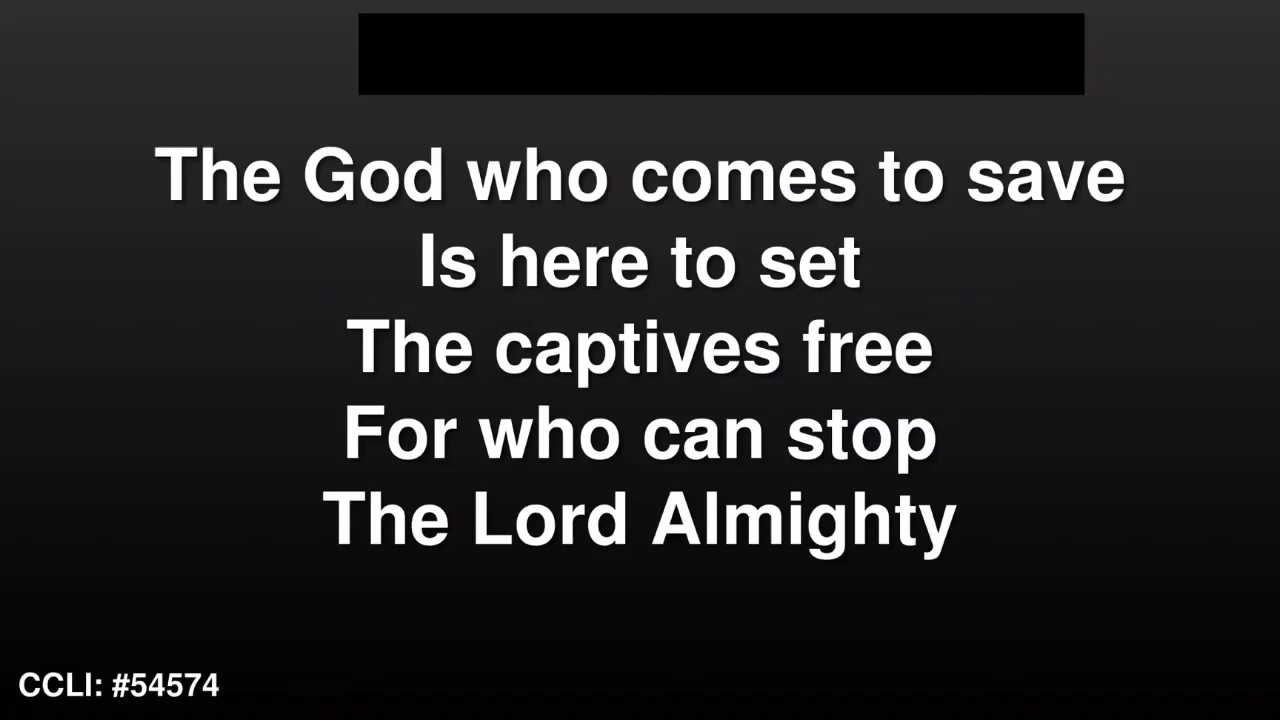 The God who comes to save
Is here to set
The captives free
For who can stop
The Lord Almighty
CCLI: #54574